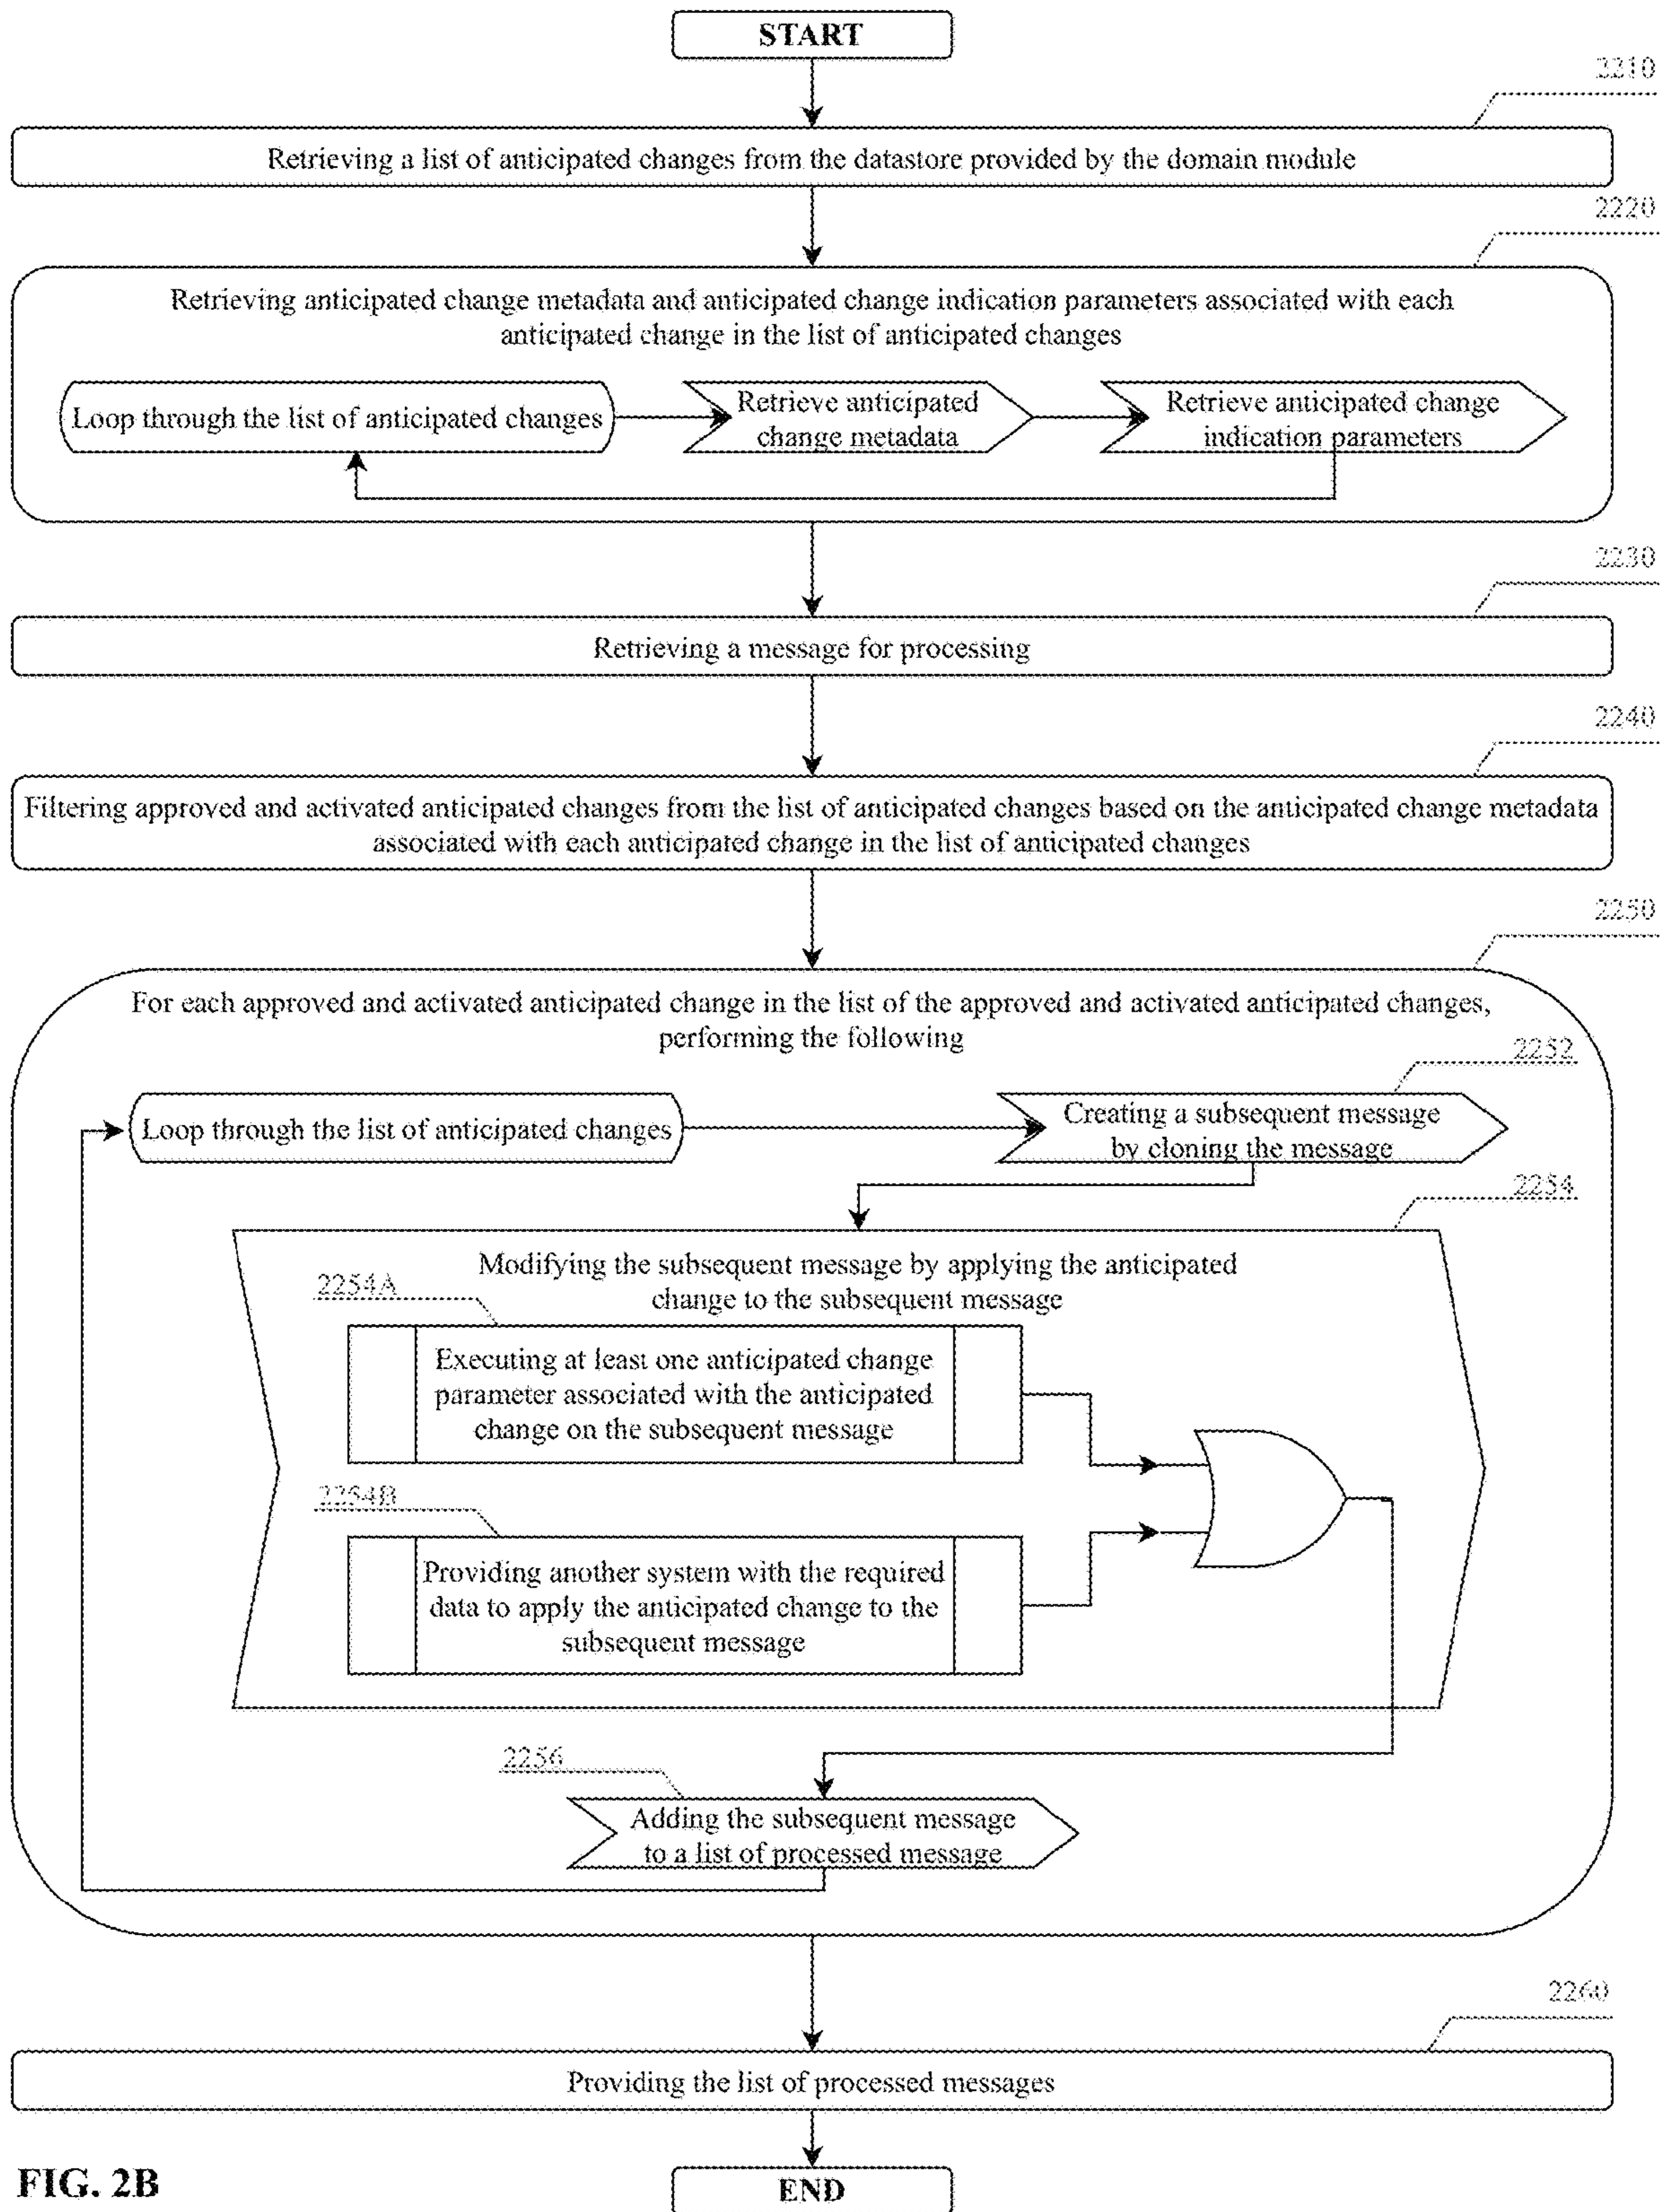 START
2210
Retrieving a list of anticipated changes from the datastore provided by the domain module
2220
Retrieving anticipated change metadata and anticipated change indication parameters associated with each
anticipated change in the list of anticipated changes
Loop through the list of anticipated changes
Retrieve anticipated
change metadata
Retrieve anticipated change
indication parameters
2230
Retrieving a message for processing
2240
Filtering approved and activated anticipated changes from the list of anticipated changes based on the anticipated change metadata
associated with each anticipated change in the list of anticipated changes
2250
For each approved and activated anticipated change in the list of the approved and activated anticipated changes,
performing the following
2252
Loop through the list of anticipated changes
Creating a subsequent message
by cloning the message
2254
Modifying the subsequent message by applying the anticipated
change to the subsequent message
2254A
Executing at least one anticipated change
parameter associated with the anticipated
change on the subsequent message
2254B
Providing another system with the required
data to apply the anticipated change to the
subsequent message
2256
Adding the subsequent message
to a list of processed message
2260
Providing the list of processed messages
FIG. 2B
END